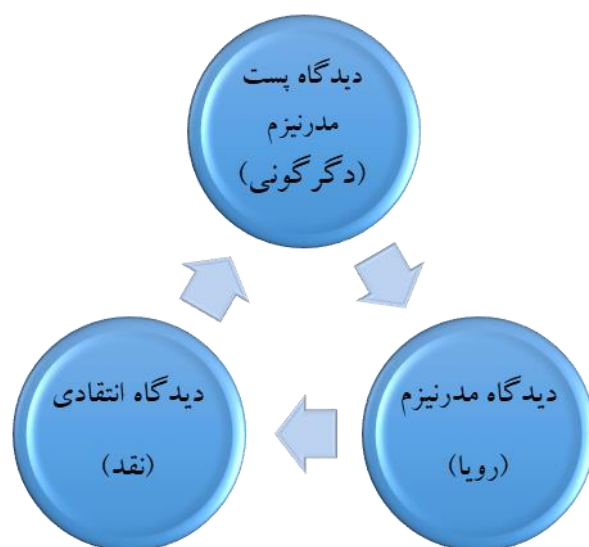 دیدگاه پست
مدرنیزم
(دگرگونی)
دیدگاه مدرنیزم
(رویا)
دیدگاه انتقادی
(نقد)